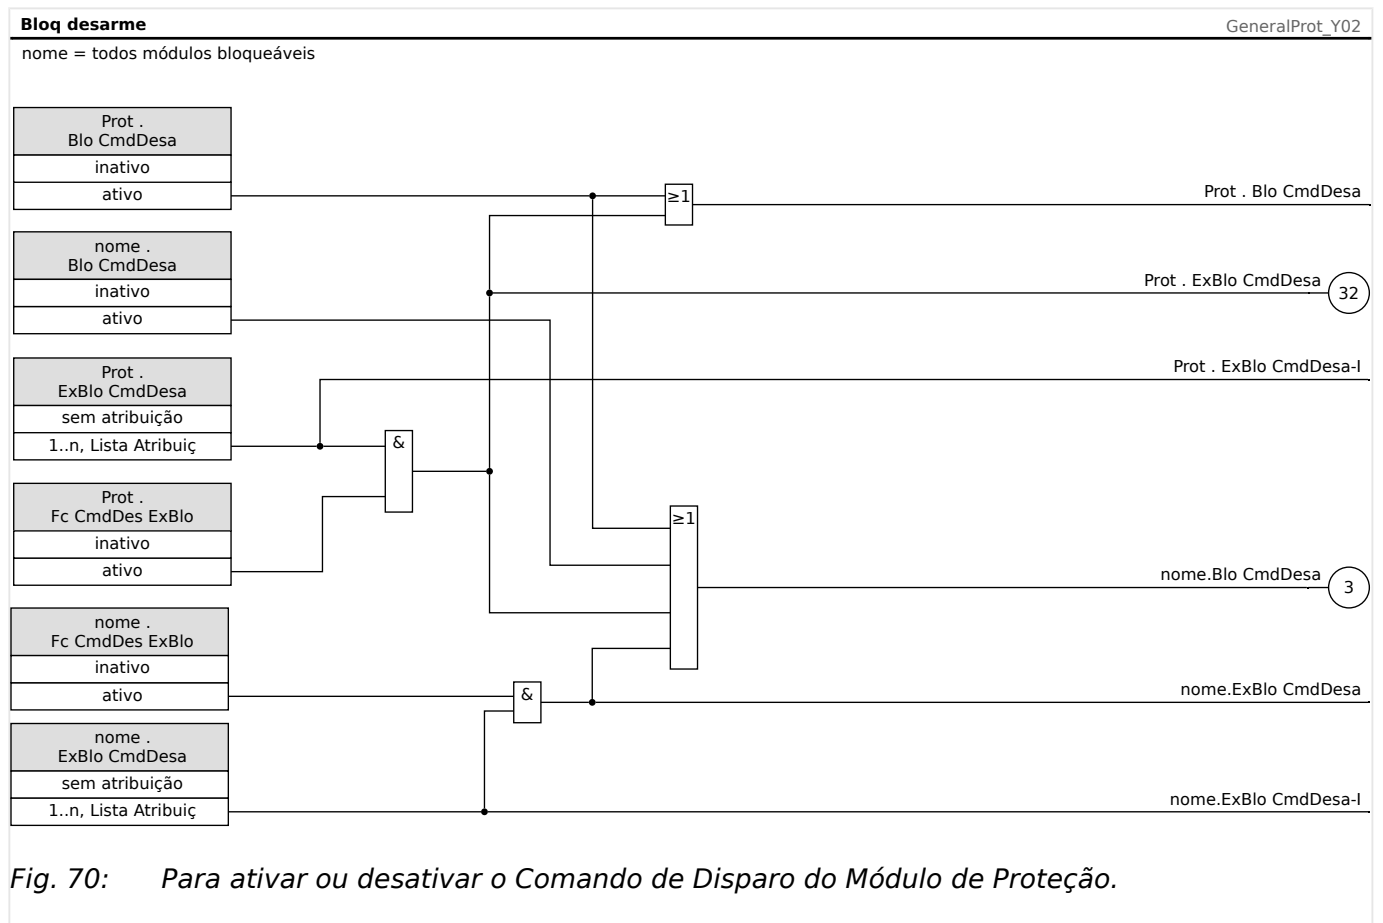 Bloq desarme
GeneralProt_Y02
nome = todos módulos bloqueáveis
Prot .
Blo CmdDesa
inativo
ativo
≥1
Prot . Blo CmdDesa
nome .
Blo CmdDesa
inativo
ativo
Prot . ExBlo CmdDesa
32
Prot .
ExBlo CmdDesa
sem atribuição
1..n, Lista Atribuiç
Prot . ExBlo CmdDesa-I
&
Prot .
Fc CmdDes ExBlo
inativo
ativo
≥1
nome.Blo CmdDesa
3
nome .
Fc CmdDes ExBlo
inativo
ativo
&
nome.ExBlo CmdDesa
nome .
ExBlo CmdDesa
sem atribuição
1..n, Lista Atribuiç
nome.ExBlo CmdDesa-I
Fig. 70: Para ativar ou desativar o Comando de Disparo do Módulo de Proteção.